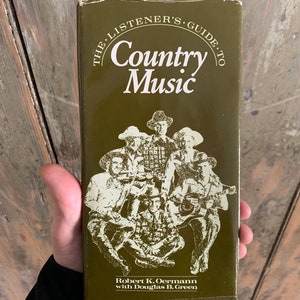 THE·LISTENER'S·GUIDE·TO
Country
Music
Robert K. Oermann
with Douglas B. Green